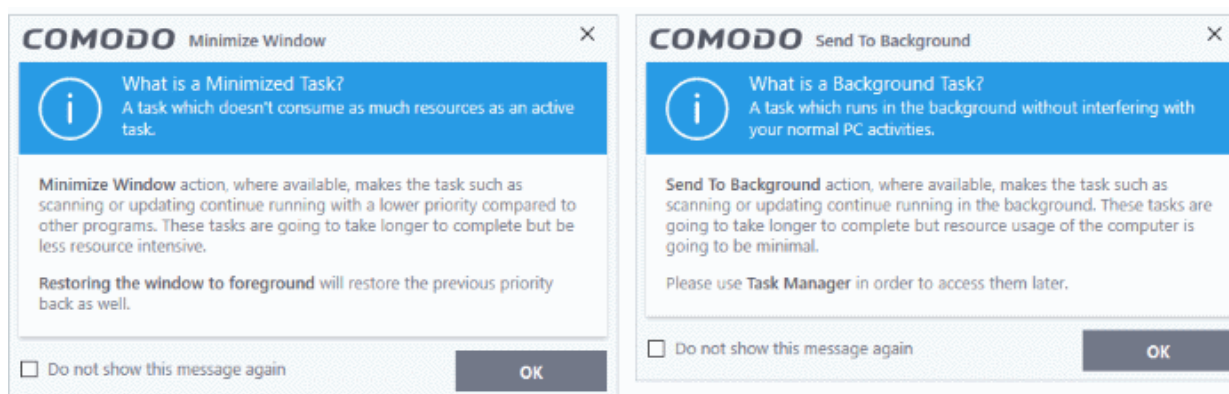 COMODO Minimize Window
What is a Minimized Task?
A task which doesn't consume as much resources as an active
task.
Minimize Window action, where available, makes the task such as
scanning or updating continue running with a lower priority compared to
other programs. These tasks are going to take longer to complete but be
less resource intensive.
Restoring the window to foreground will restore the previous priority
back as well.
Do not show this message again
OK
COMODO Send To Background
What is a Background Task?
A task which runs in the background without interfering with
your normal PC activities.
Send To Background action, where available, makes the task such as
scanning or updating continue running in the background. These tasks are
going to take longer to complete but resource usage of the computer is
going to be minimal.
Please use Task Manager in order to access them later.
Do not show this message again
OK